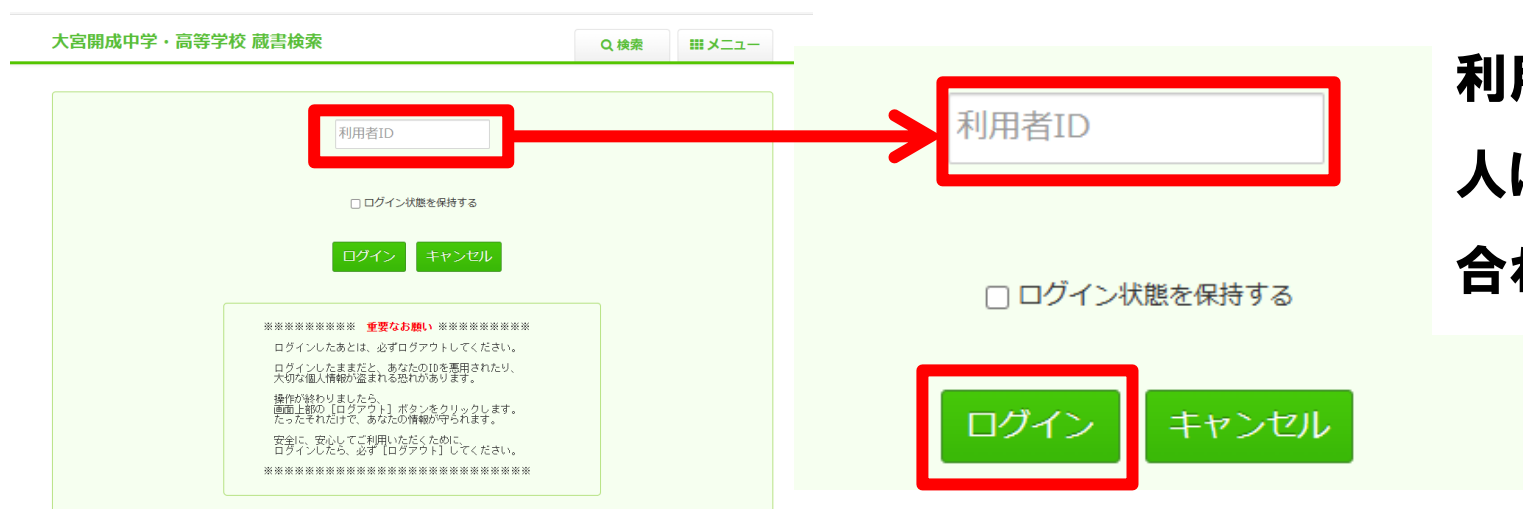 大宮開成中学・高等学校 蔵書検索
検索
メニュー
利用者ID
ログイン状態を保持する
ログイン キャンセル
※※※※※※※※※ 重要なお願い ※※※※※※※※※
ログインしたあとは、必ずログアウトしてください。
ログインしたままだと、あなたのIDを悪用されたり、
大切な個人情報が盗まれる恐れがあります。
操作が終わりましたら、
画面上部の［ログアウト］ボタンをクリックします。
たったそれだけで、あなたの情報が守られます。
安全に、安心してご利用いただくために、
ログインしたら、必ず［ログアウト］してください。
※※※※※※※※※※※※※※※※※※※※※※※※※※
利用者ID
ログイン状態を保持する
ログイン キャンセル
利
人
合